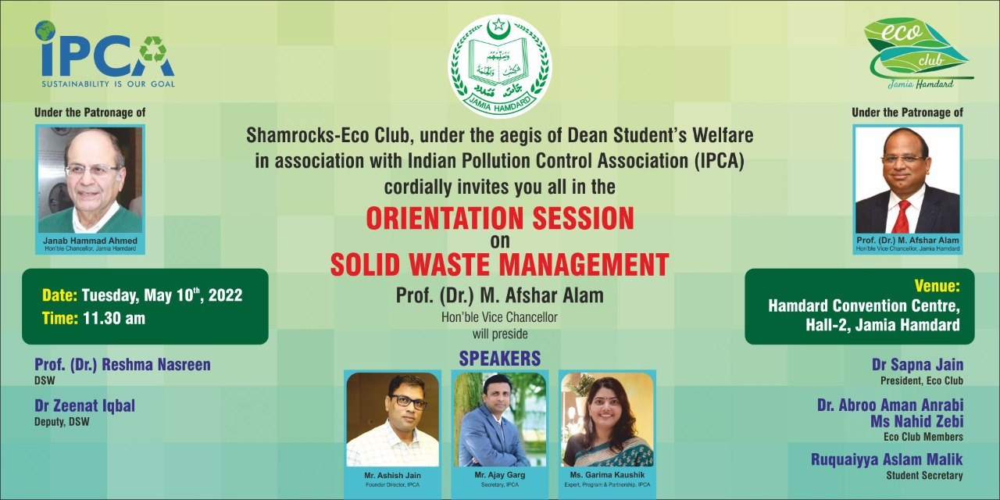 iPCA
SUSTAINABILITY IS OUR GOAL
JAMIA HAMDARD
eco
club
Jamia Hamdard
Under the Patronage of
Janab Hammad Ahmed
Hon'ble Chancellor, Jamia Hamdard
Under the Patronage of
Prof. (Dr.) M. Afshar Alam
Hon'ble Vice Chancellor, Jamia Hamdard
Shamrocks-Eco Club, under the aegis of Dean Student's Welfare
in association with Indian Pollution Control Association (IPCA)
cordially invites you all in the
ORIENTATION SESSION
on
SOLID WASTE MANAGEMENT
Prof. (Dr.) M. Afshar Alam
Hon'ble Vice Chancellor
will preside
Date: Tuesday, May 10th, 2022
Time: 11.30 am
Venue:
Hamdard Convention Centre,
Hall-2, Jamia Hamdard
Prof. (Dr.) Reshma Nasreen
DSW
Dr Zeenat Iqbal
Deputy, DSW
SPEAKERS
Mr. Ashish Jain
Founder Director, IPCA
Mr. Ajay Garg
Secretary, IPCA
Ms. Garima Kaushik
Expert, Program & Partnership, IPCA
Dr Sapna Jain
President, Eco Club
Dr. Abroo Aman Anrabi
Ms Nahid Zebi
Eco Club Members
Ruquaiyya Aslam Malik
Student Secretary